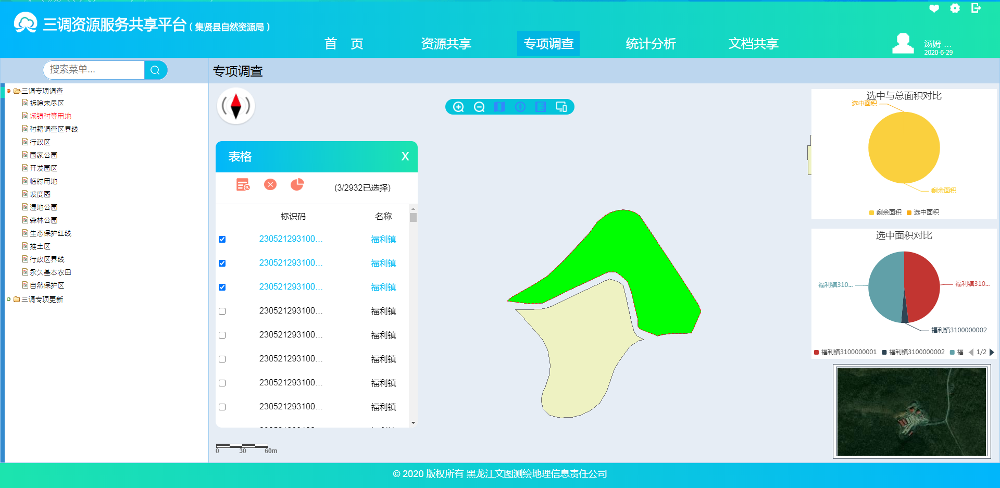 三调资源服务共享平台（集贤县自然资源局）
首 页
资源共享
专项调查
统计分析
文档共享
汤姆·...
2020-6-29
搜索菜单...
专项调查
三调专项调查
拆除未尽区
城镇村等用地
村籍调查区界线
行政区
国家公园
开发园区
临时用地
坡度图
湿地公园
森林公园
生态保护红线
推土区
行政区界线
永久基本农田
自然保护区
三调专项更新
表格
X
(3/2932已选择)
标识码 名称
230521293100... 福利镇
230521293100... 福利镇
230521293100... 福利镇
230521293100... 福利镇
230521293100... 福利镇
230521293100... 福利镇
230521293100... 福利镇
230521293100... 福利镇
0 30 60m
选中与总面积对比
选中面积
剩余面积
剩余面积 选中面积
选中面积对比
福利镇310...
福利镇310...
福利镇3100000002
福利镇3100000001 福利镇3100000002 福 1/2
© 2020 版权所有 黑龙江文图测绘地理信息责任公司